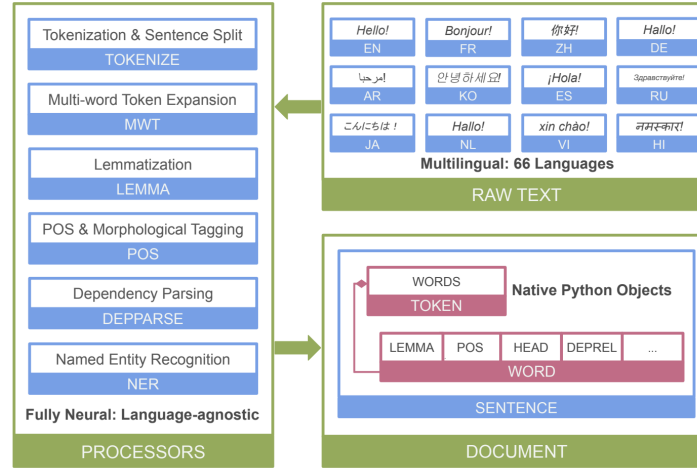 Tokenization & Sentence Split
TOKENIZE
Multi-word Token Expansion
MWT
Lemmatization
LEMMA
POS & Morphological Tagging
POS
Dependency Parsing
DEPPARSE
Named Entity Recognition
NER
Fully Neural: Language-agnostic
PROCESSORS
Hello!
EN
Bonjour!
FR
你好!
ZH
Hallo!
DE
مرحبا!
AR
안녕하세요!
KO
¡Hola!
ES
Здравствуйте!
RU
こんにちは！
JA
Hallo!
NL
xin chào!
VI
नमस्कार!
HI
Multilingual: 66 Languages
RAW TEXT
WORDS
TOKEN
Native Python Objects
LEMMA
POS
HEAD
DEPREL
...
WORD
SENTENCE
DOCUMENT